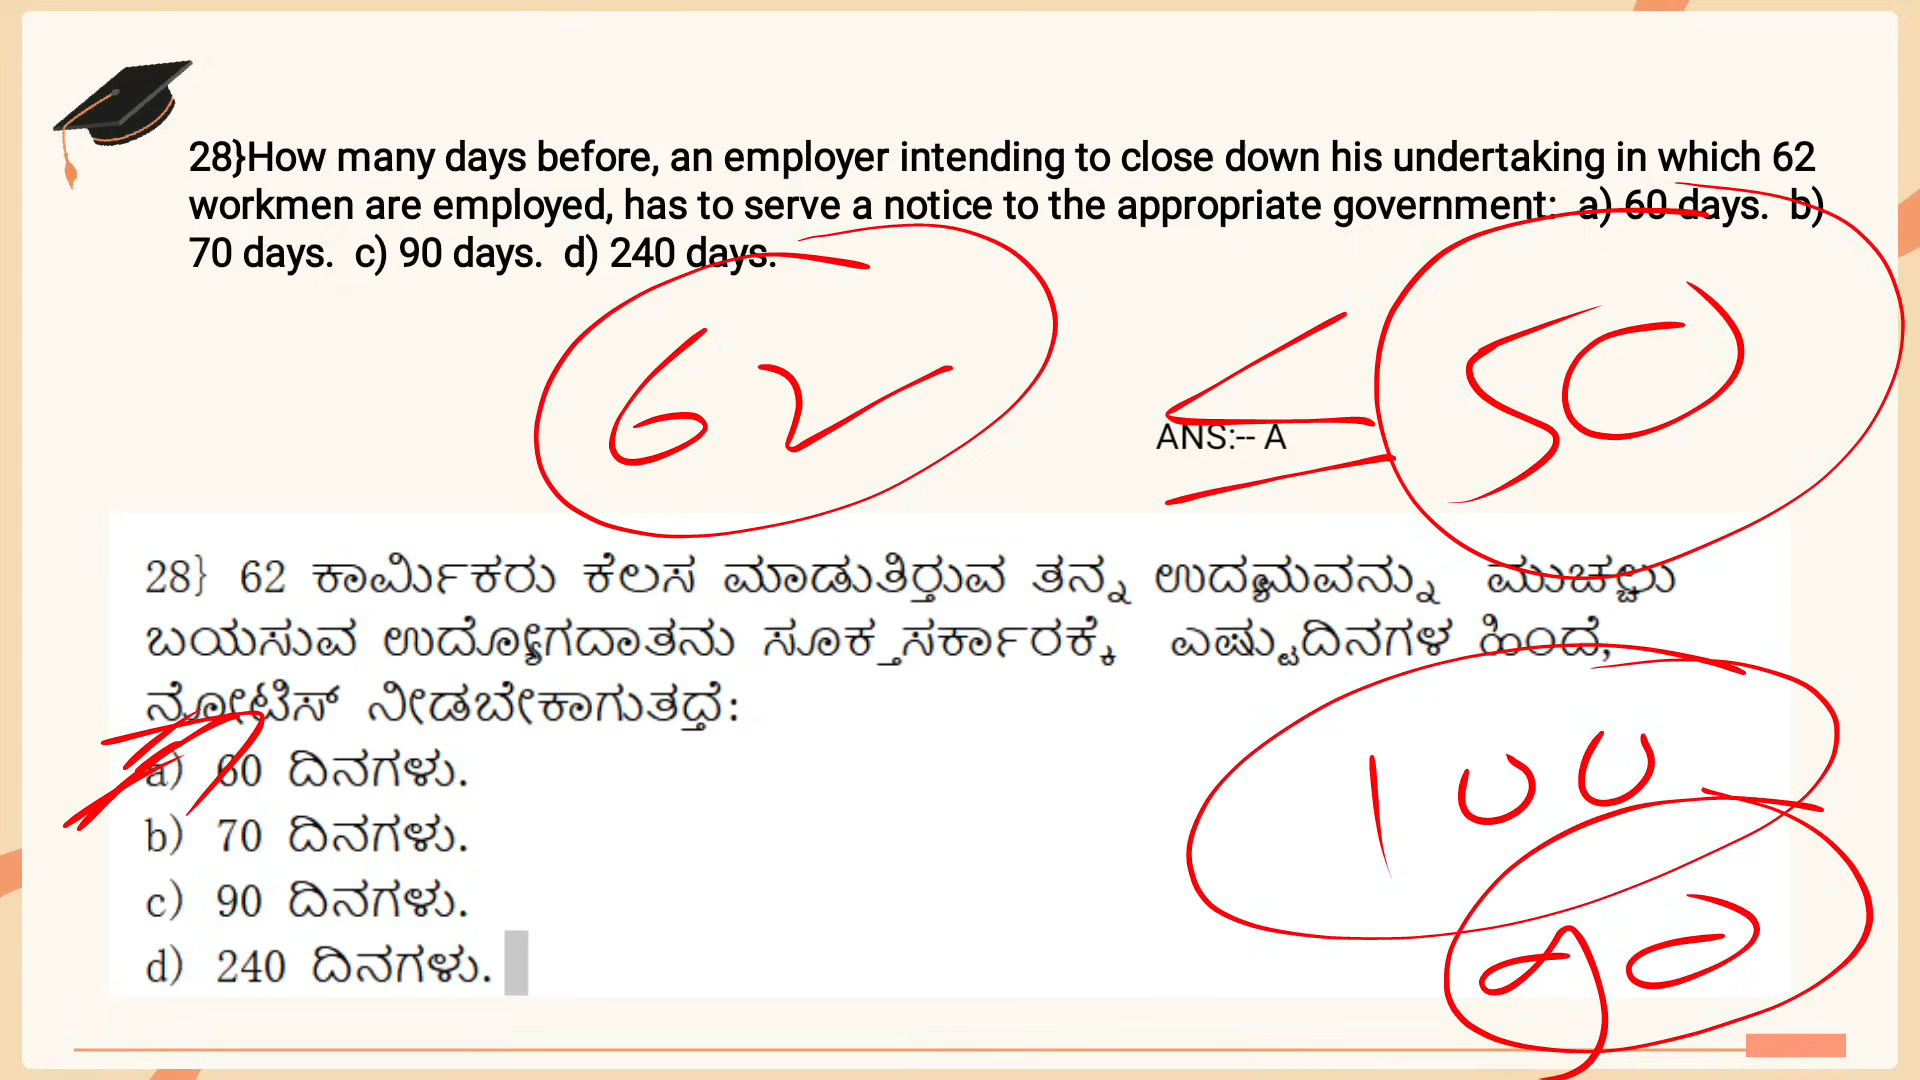 28}How many days before, an employer intending to close down his undertaking in which 62
workmen are employed, has to serve a notice to the appropriate government: a) 60 days. b)
70 days. c) 90 days. d) 240 days.
62
50
ANS:-- A
28} 62 ಕಾರ್ಮಿಕರು ಕೆಲಸ ಮಾಡುತಿರ್ತುವ ತನ್ನ ಉದ್ಯಮವನ್ನು ಮುಚಲ್ಚು
ಬಯಸುವ ಉದ್ಯೋಗದಾತನು ಸೂಕ್ತ ಸರ್ಕಾರಕ್ಕೆ ಎಷ್ಟು ದಿನಗಳ ಹಿಂದೆ,
ನೋಟಿಸ್ ನೀಡಬೇಕಾಗುತದ್ತೆ:
a) 60 ದಿನಗಳು.
b) 70 ದಿನಗಳು.
c) 90 ದಿನಗಳು.
d) 240 ದಿನಗಳು.
100
90